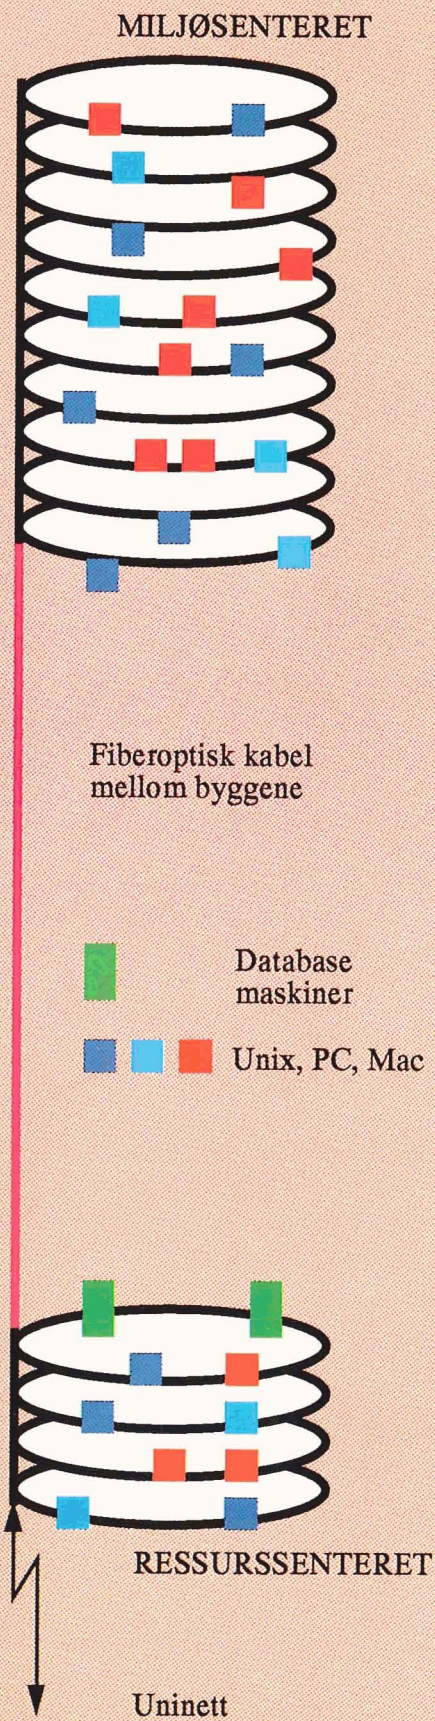 MILJØSENTERET
Fiberoptisk kabel
mellom byggene
Database
maskiner
Unix, PC, Mac
RESSURSSENTERET
Uninett